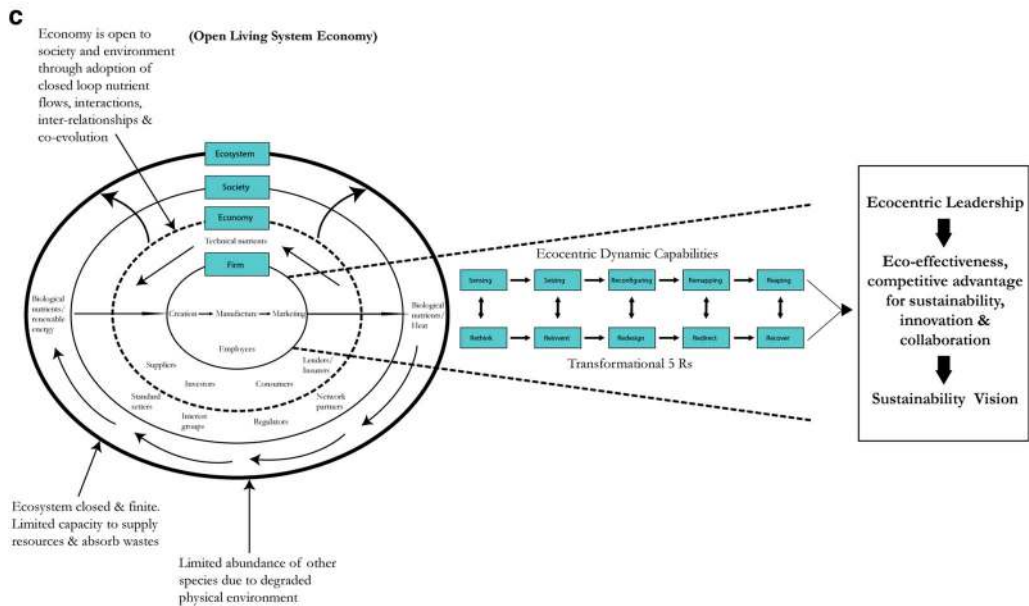 c
Economy is open to
society and environment
through adoption of
closed loop nutrient
flows, interactions,
inter-relationships &
co-evolution
(Open Living System Economy)
Ecosystem
Society
Economy
Technical nutrients
Firm
Biological
nutrients/
renewable
energy
Creation
Manufacture
Marketing
Biological
nutrients/
Heat
Employees
Suppliers
Lenders/
Insurers
Investors
Consumers
Standard
setters
Network
partners
Interest
groups
Regulators
Ecosystem closed & finite.
Limited capacity to supply
resources & absorb wastes
Limited abundance of other
species due to degraded
physical environment
Ecocentric Dynamic Capabilities
Sensing
Seizing
Reconfiguring
Remapping
Reaping
Rethink
Reinvent
Redesign
Redirect
Recover
Transformational 5 Rs
Ecocentric Leadership
Eco-effectiveness,
competitive advantage
for sustainability,
innovation &
collaboration
Sustainability Vision